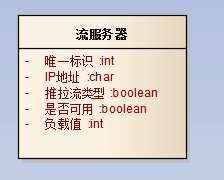 流服务器
- 唯一标识 :int
- IP地址 :char
- 推拉流类型 :boolean
- 是否可用 :boolean
- 负载值 :int